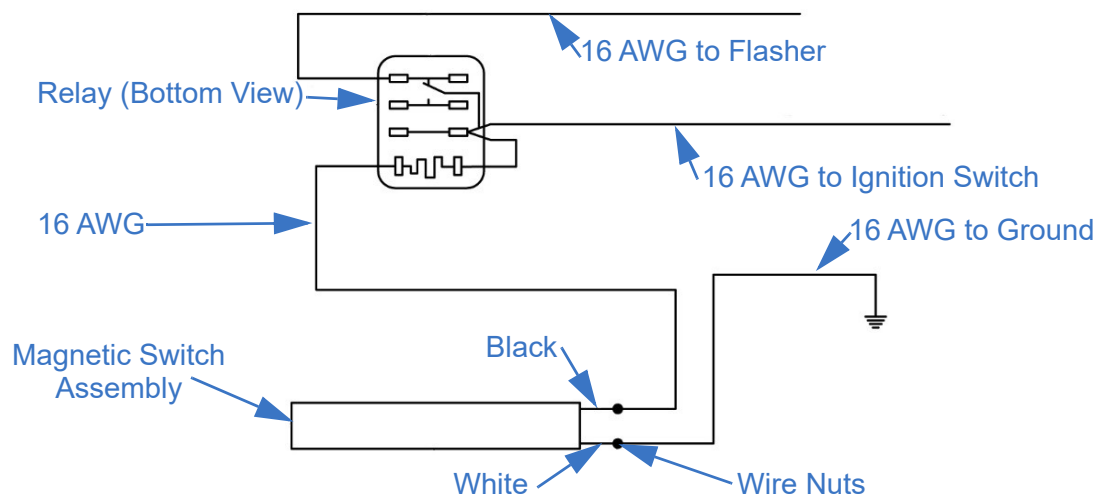 16 AWG to Flasher
Relay (Bottom View)
16 AWG to Ignition Switch
16 AWG
16 AWG to Ground
Magnetic Switch
Assembly
Black
White
Wire Nuts